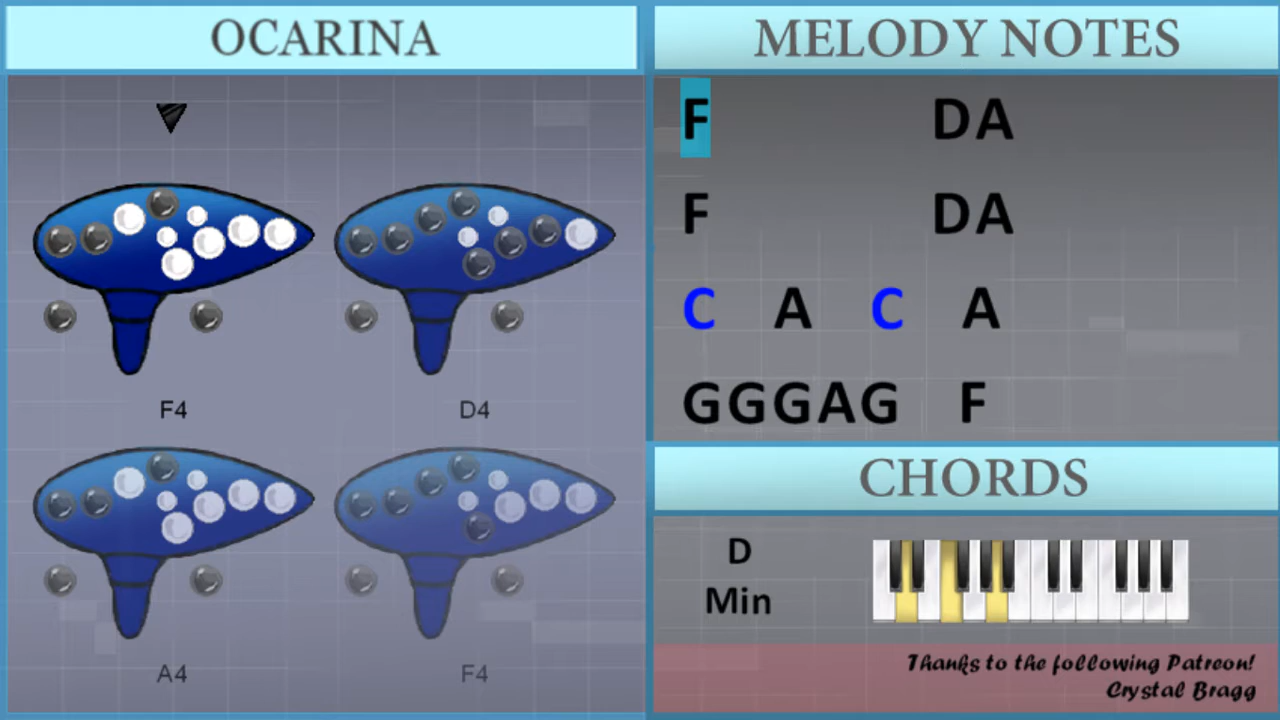 OCARINA
F4
D4
A4
F4
MELODY NOTES
F DA
F DA
C A C A
GGGAG F
CHORDS
D
Min
Thanks to the following Patreon!
Crystal Bragg